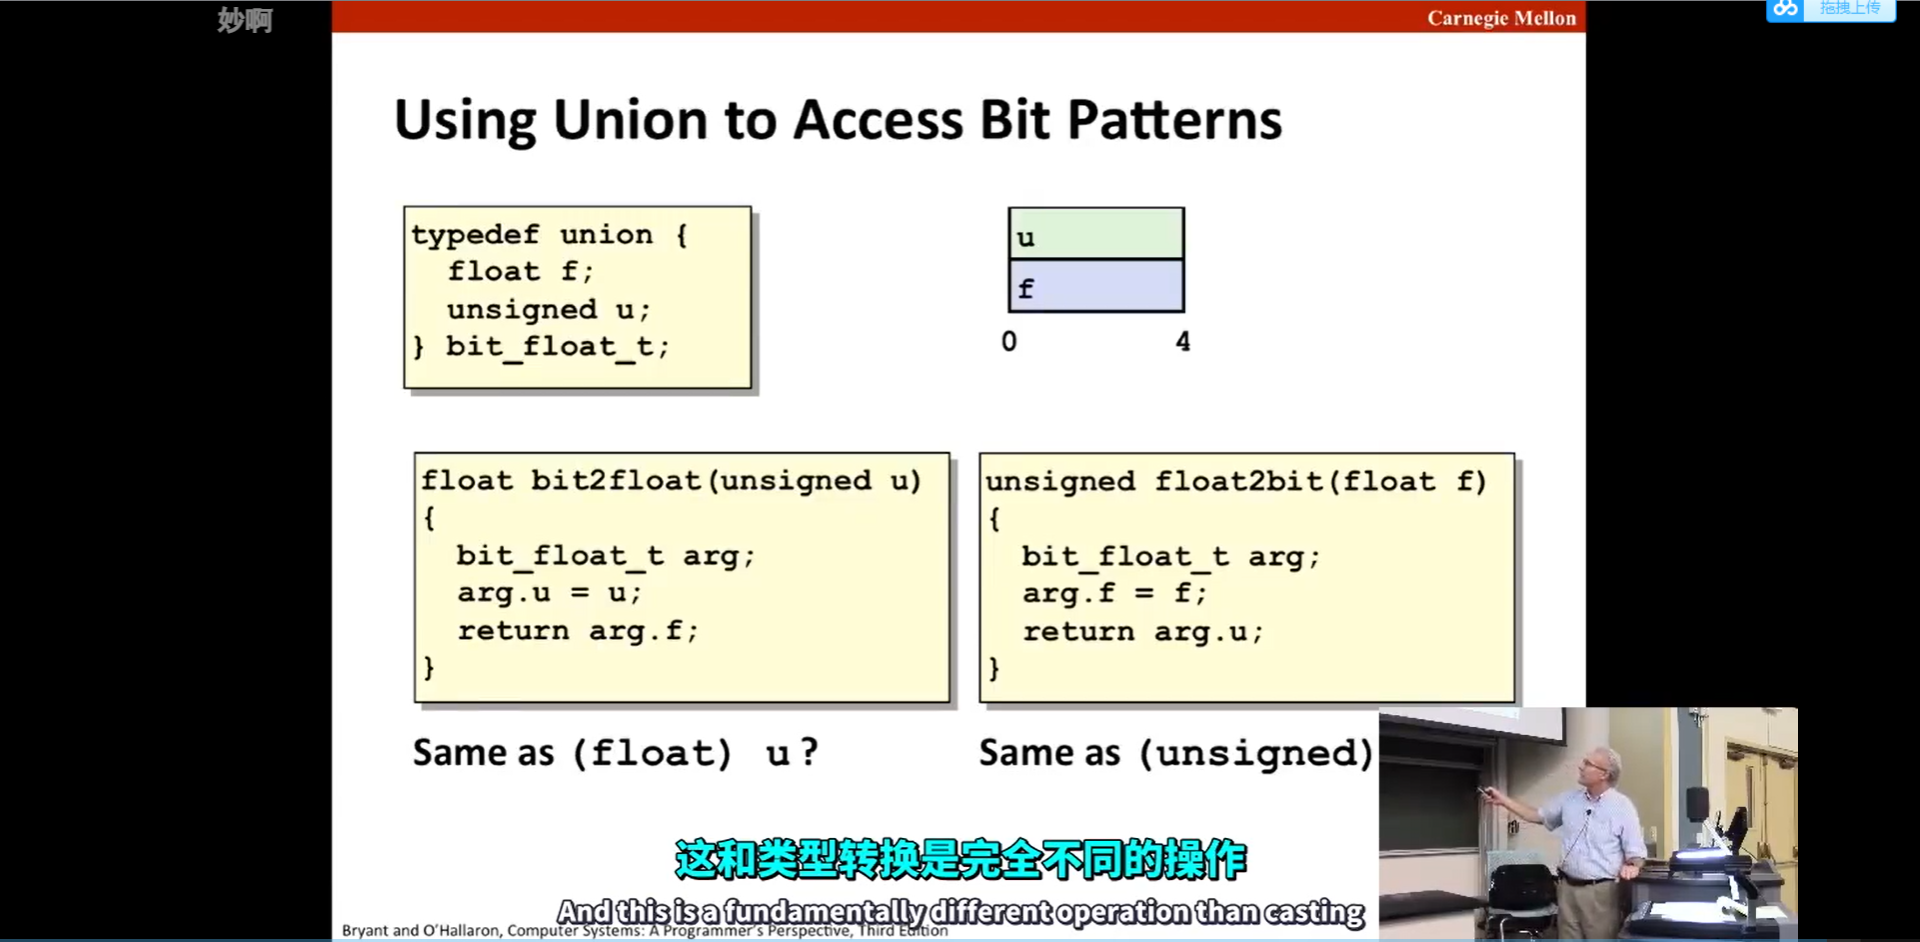 妙啊
Carnegie Mellon
拖拽上传
Using Union to Access Bit Patterns
typedef union {
float f;
unsigned u;
} bit_float_t;
u
f
0 4
float bit2float(unsigned u)
{
bit_float_t arg;
arg.u = u;
return arg.f;
}
unsigned float2bit(float f)
{
bit_float_t arg;
arg.f = f;
return arg.u;
}
Same as (float) u?
Same as (unsigned)
这和类型转换是完全不同的操作
And this is a fundamentally different operation than casting
Bryant and O'Hallaron, Computer Systems: A Programmer's Perspective, Third Edition